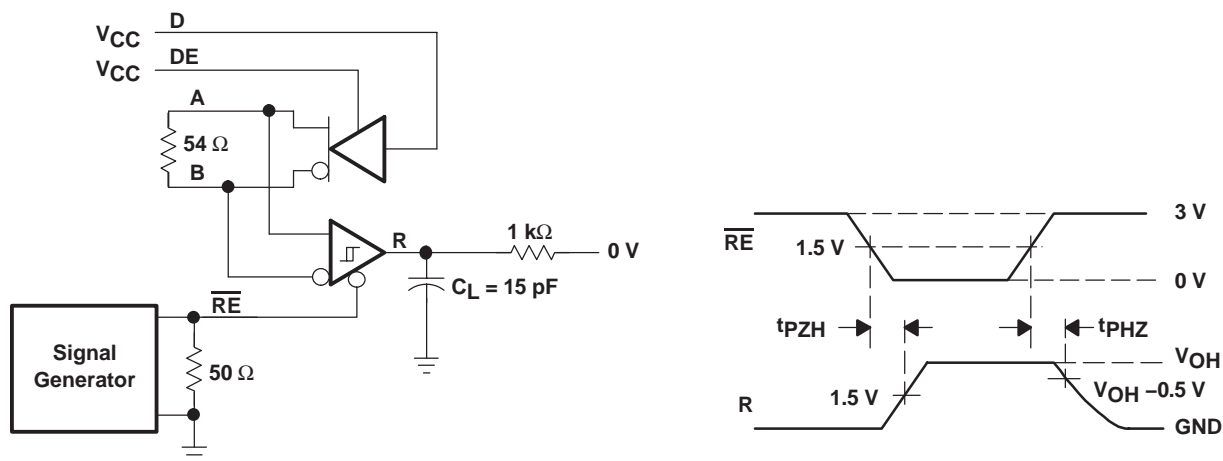 D
VCC
DE
VCC
A
54 Ω
B
R
1 kΩ
0 V
CL = 15 pF
RE
Signal
Generator
50 Ω
3 V
RE
1.5 V
0 V
tPZH
tPHZ
VOH
VOH −0.5 V
1.5 V
R
GND